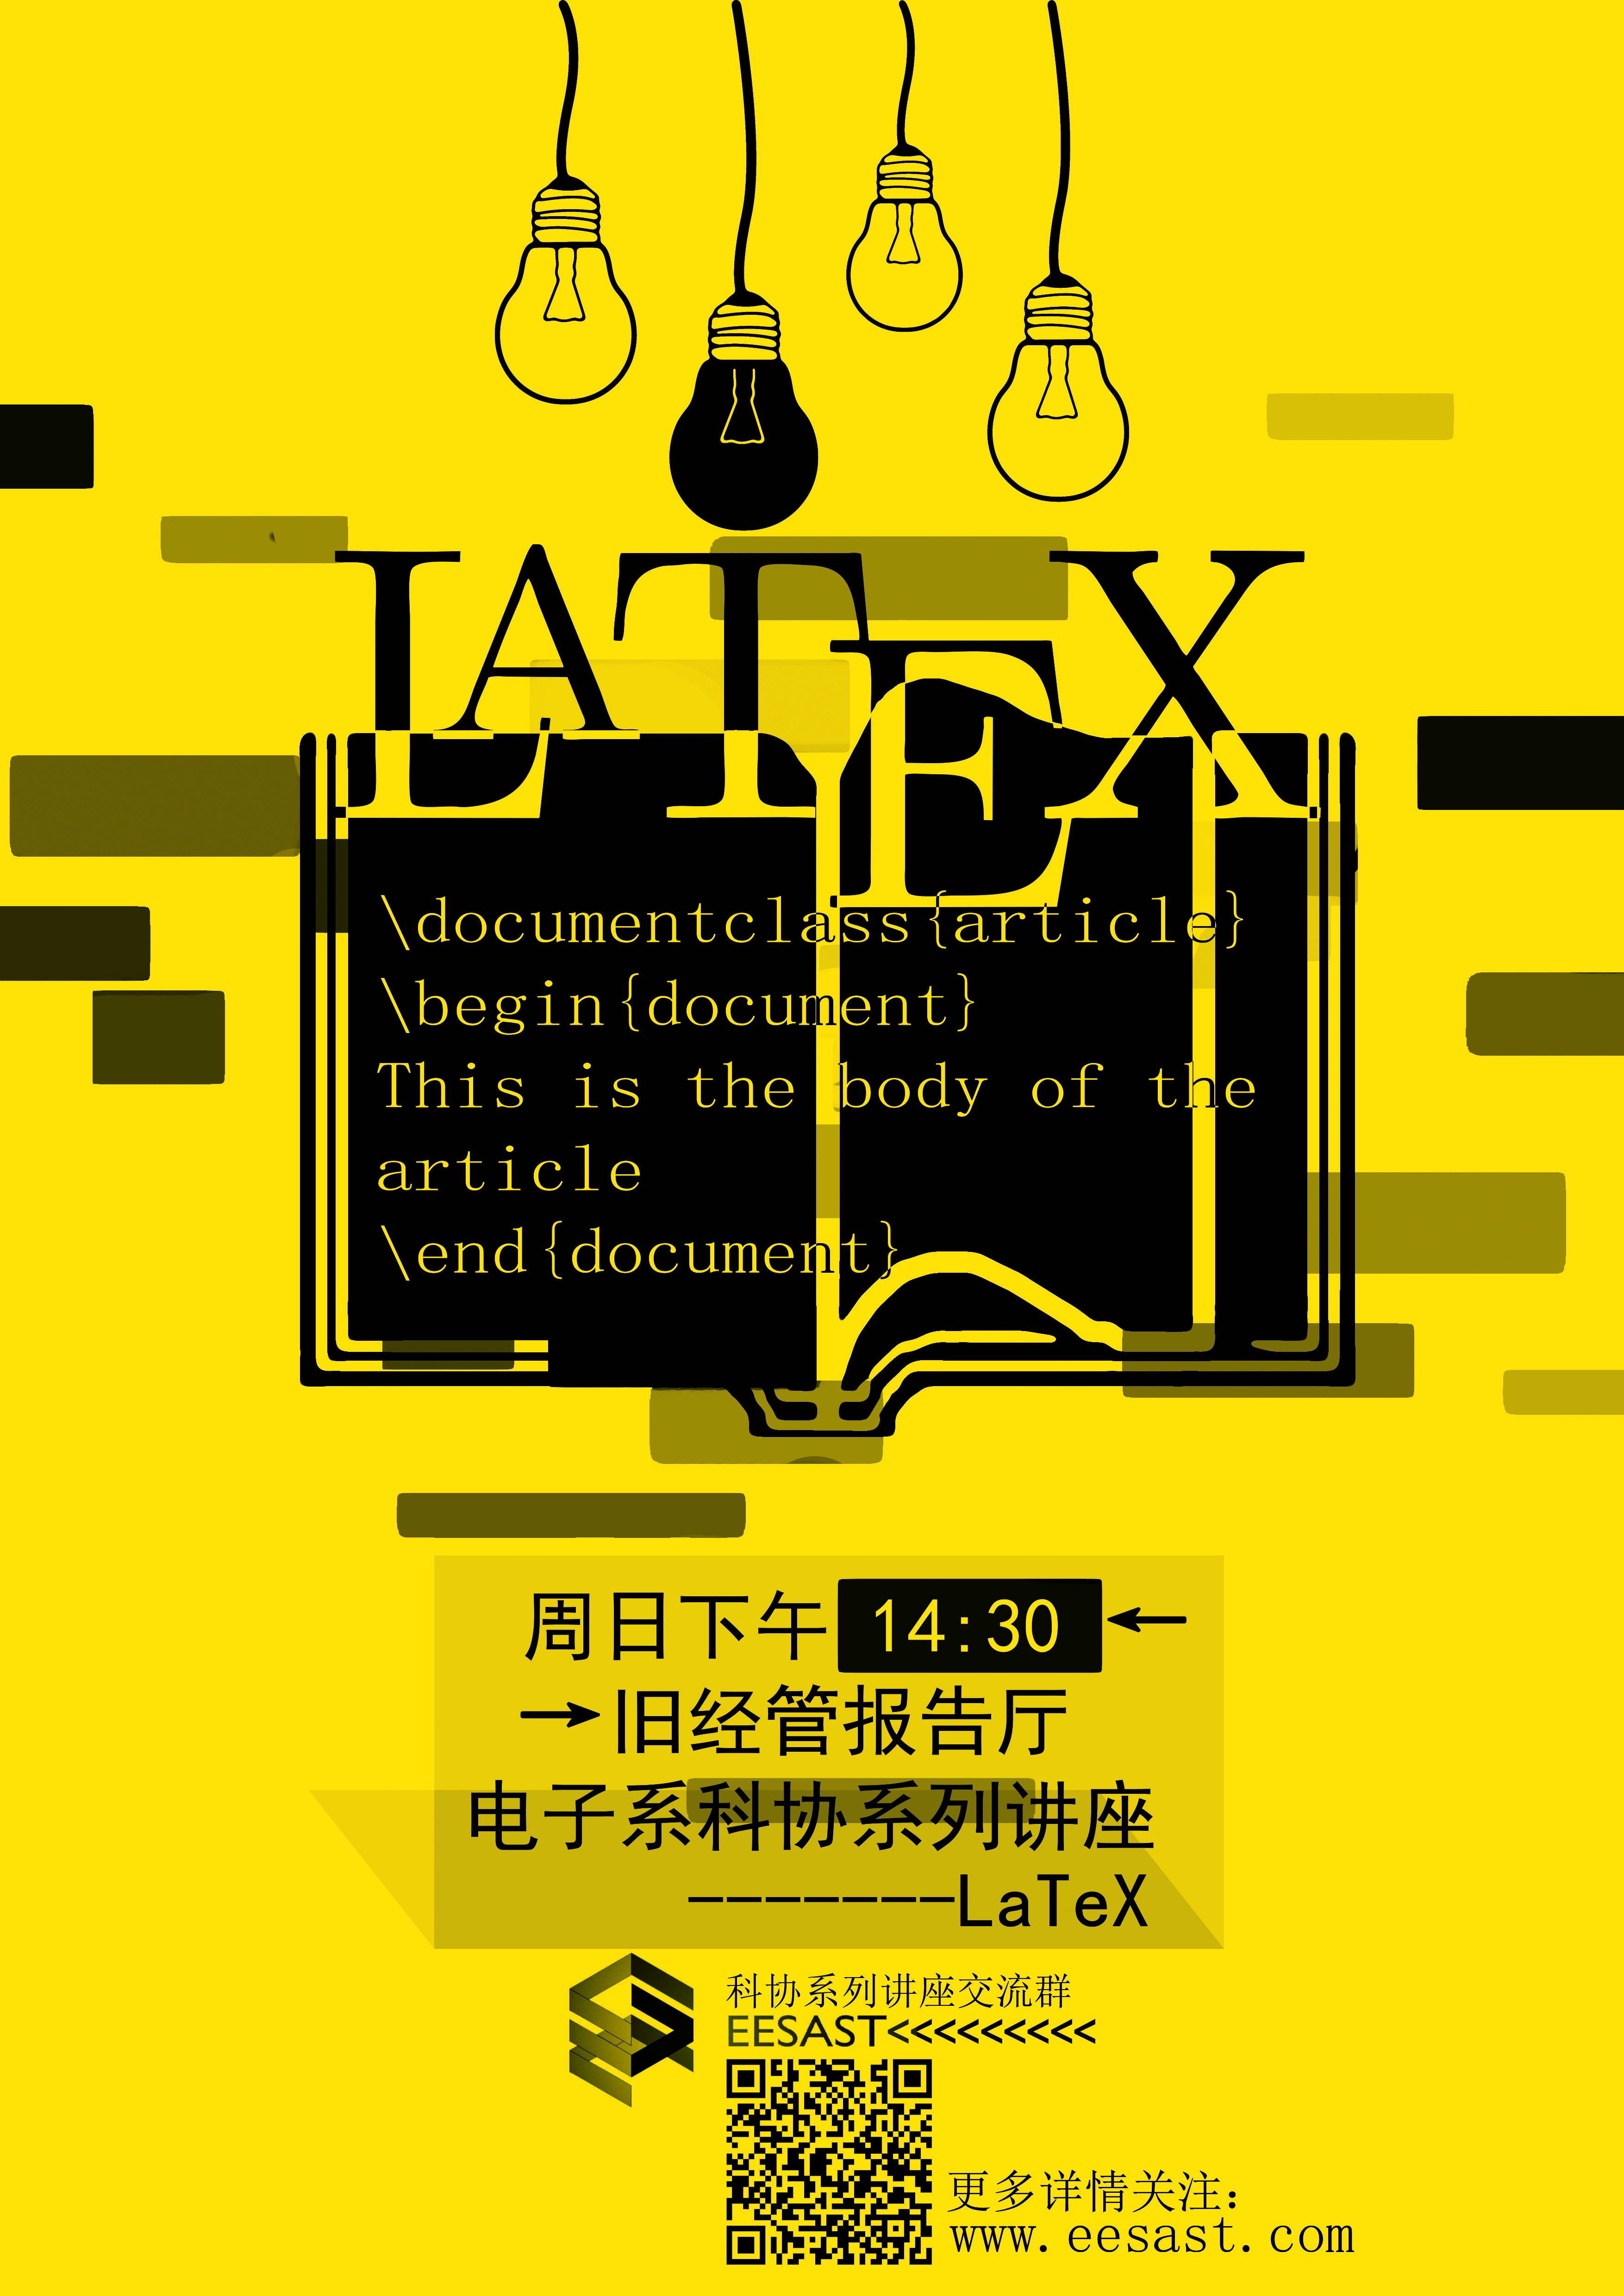 LATEX
\documentclass{article}
\begin{document}
This is the body of the
article
\end{document}
周日下午 14:30
旧经管报告厅
电子系科协系列讲座
-------LaTeX
科协系列讲座交流群
EESAST<<<<<<<<<
更多详情关注:
www.eesast.com